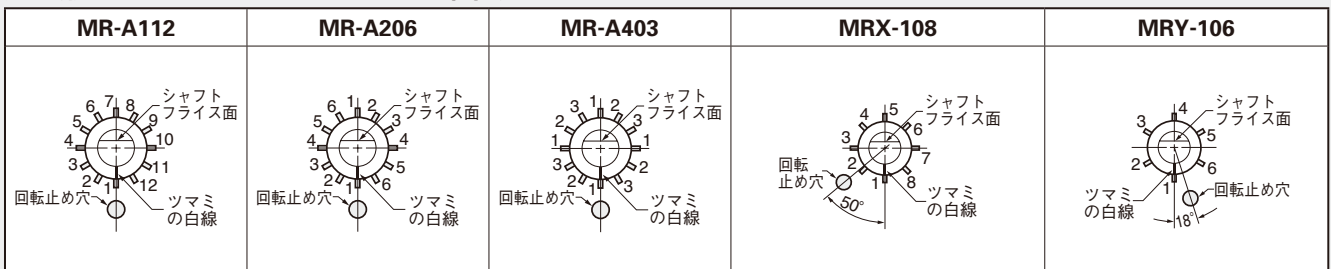 MR-A112
MR-A206
MR-A403
MRX-108
MRY-106
6 7 8
5 9
4 10
3 11
2 1 12
シャフト
フライス面
回転止め穴
ツマミ
の白線
6 1 2
5 3
4 4
3 5
2 1 6
シャフト
フライス面
回転止め穴
ツマミ
の白線
3 1 2
2 3
1 1
3 2
2 1 3
シャフト
フライス面
回転止め穴
ツマミ
の白線
4 5 6
3 7
2 1 8
シャフト
フライス面
回転
止め穴
50°
ツマミ
の白線
3 4 5
2 6
1
シャフト
フライス面
ツマミ
の白線
回転止め穴
18°